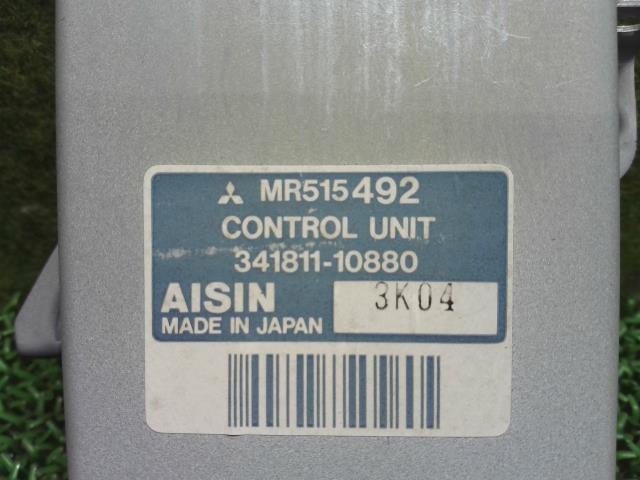 MR515492
CONTROL UNIT
341811-10880
AISIN 3K04
MADE IN JAPAN